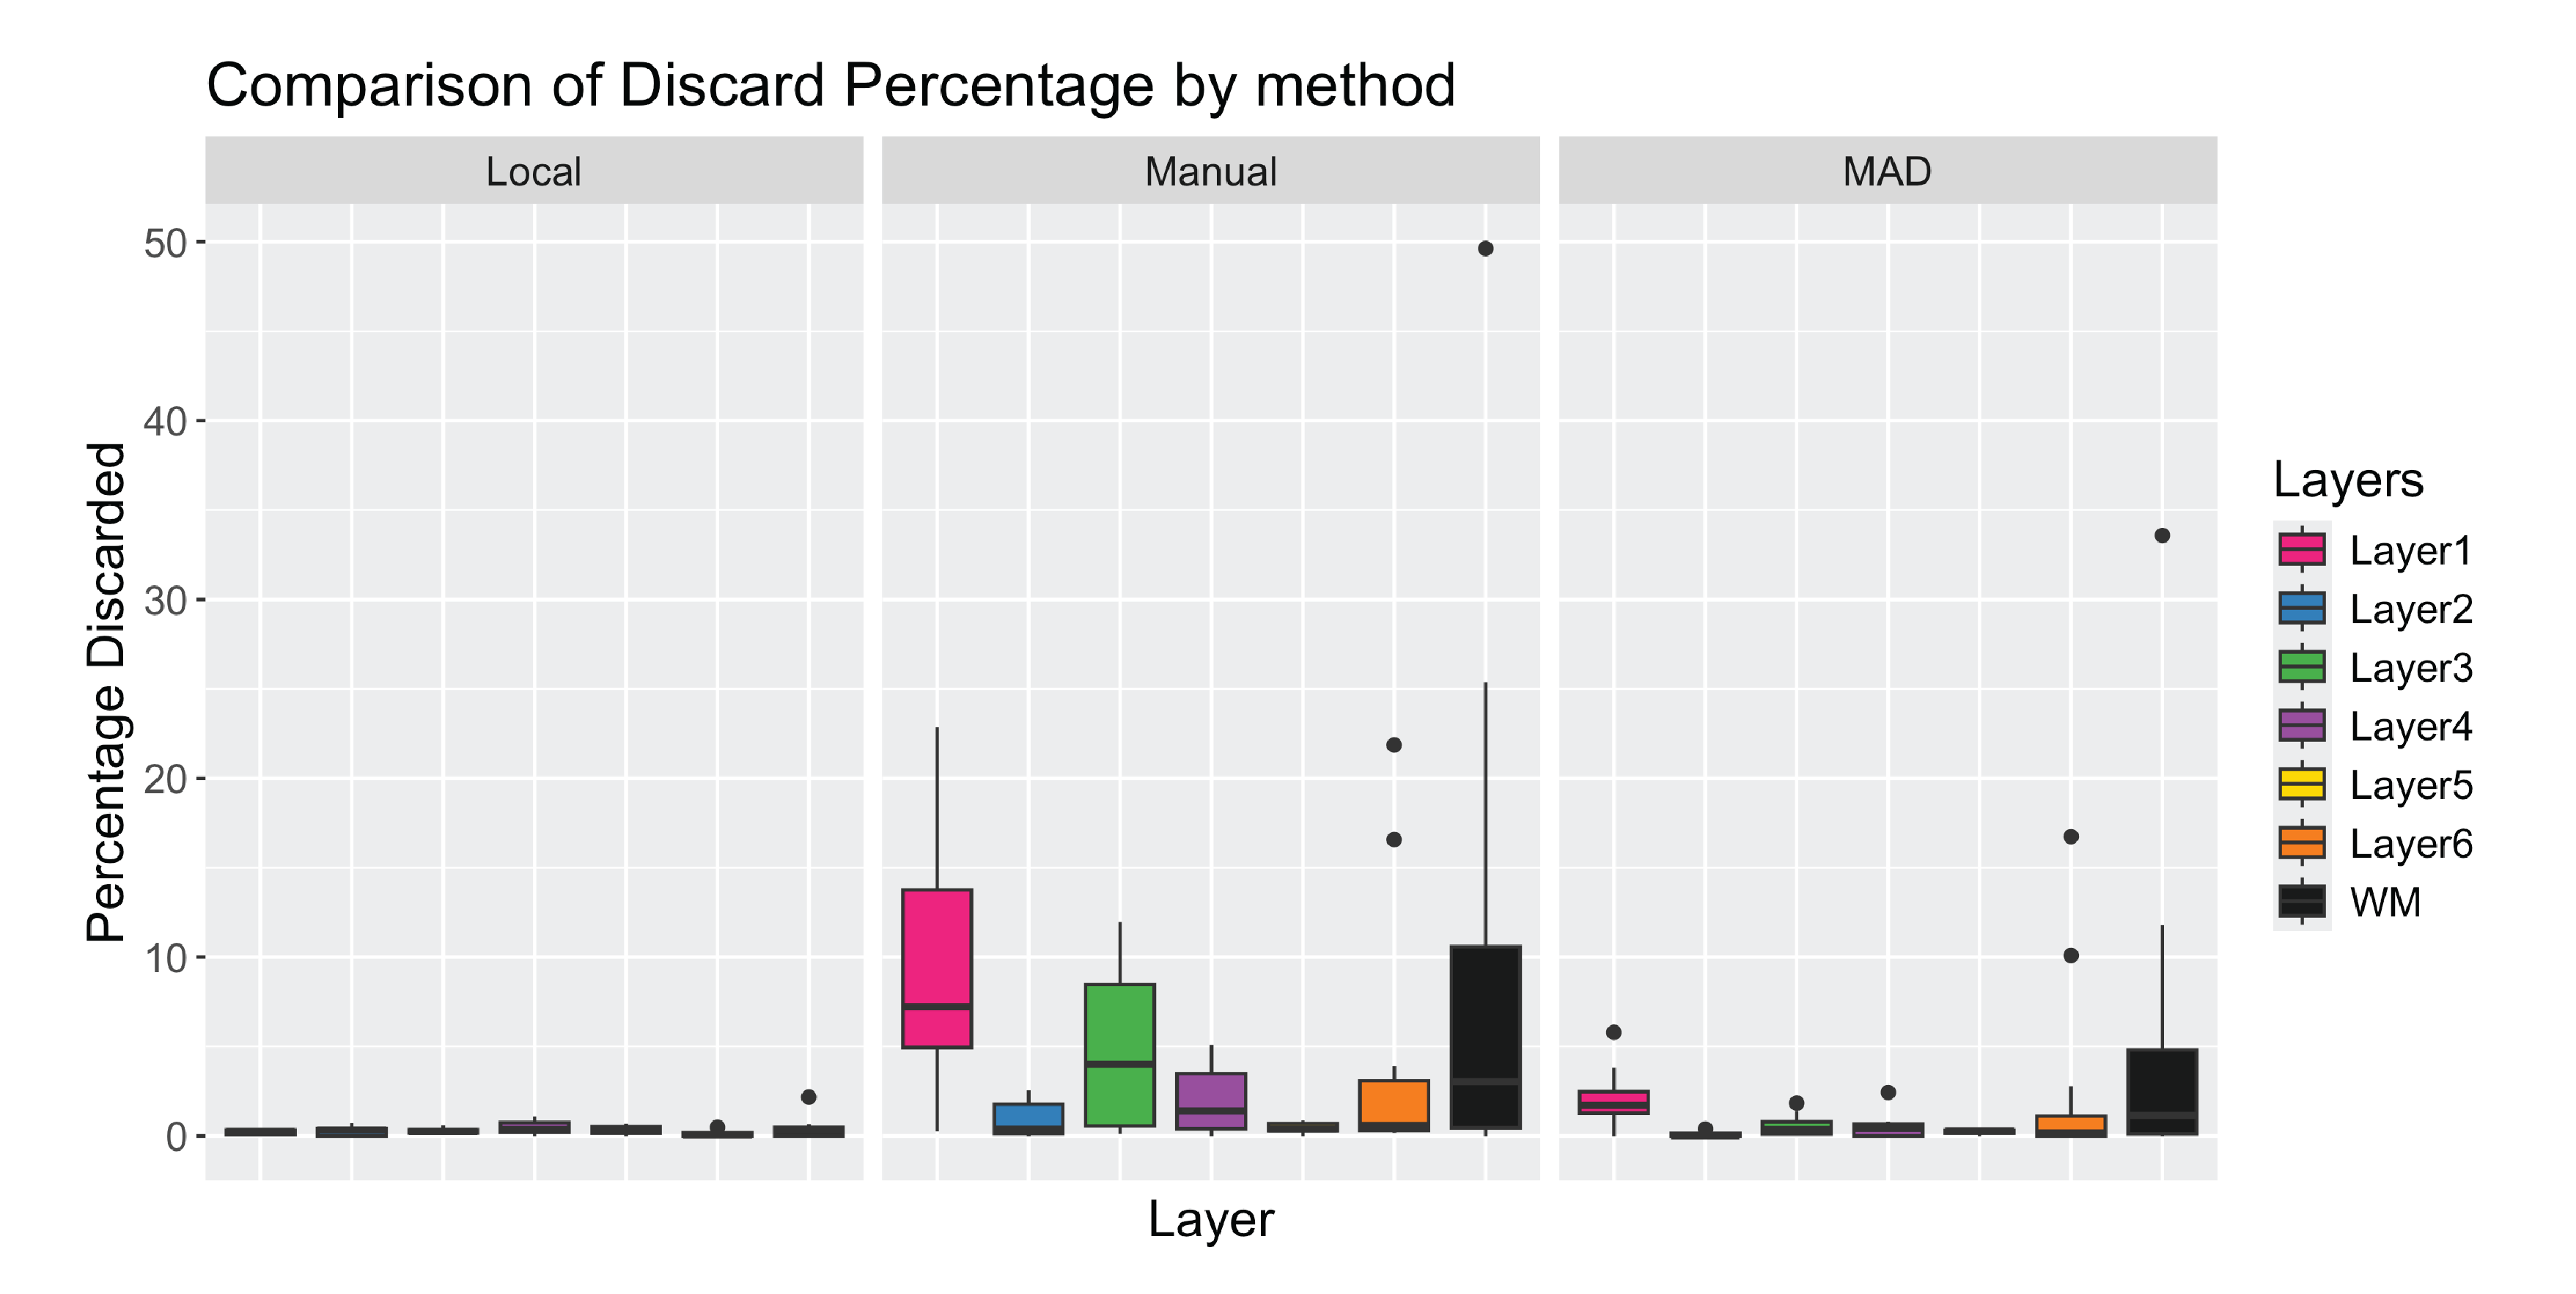 Comparison of Discard Percentage by method
Local
Manual
MAD
50
40
30
20
10
0
Percentage Discarded
Layer
Layers
Layer1
Layer2
Layer3
Layer4
Layer5
Layer6
WM